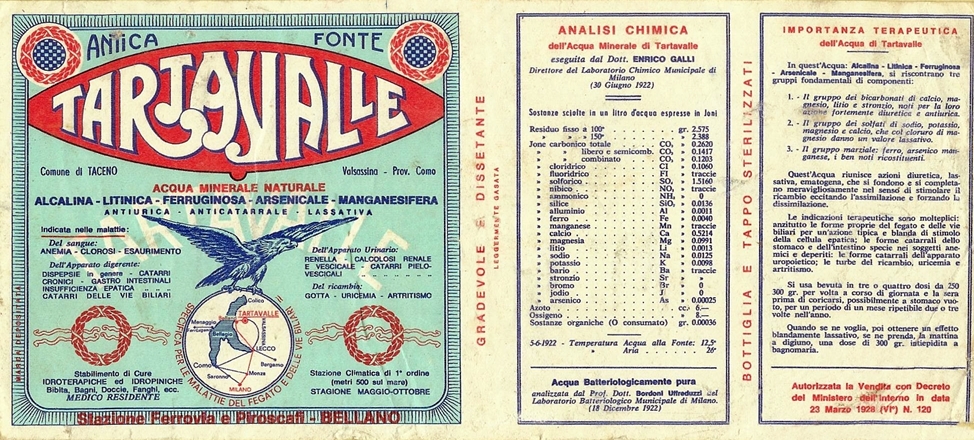 ANTICA FONTE
TARTAVALLE
Comune di TACENO
Valsassina - Prov. Como
ACQUA MINERALE NATURALE
ALCALINA - LITINICA - FERRUGINOSA - ARSENICALE - MANGANESIFERA
ANTIURICA - ANTICATARRALE - LASSATIVA
Indicata nelle malattie:
Del sangue:
ANEMIA - CLOROSI - ESAURIMENTO
Dell'Apparato digerente:
DISPEPSIE in genere - CATARRI
CRONICI - GASTRO INTESTINALI
INSUFFICIENZA EPATICA
CATARRI DELLE VIE BILIARI
Dell'Apparato Urinario:
RENELLA - CALCOLOSI RENALE
E VESCICALE - CATARRI PIELO-
VESCICALI
Del ricambio:
GOTTA - URICEMIA - ARTRITISMO
SPECIFICA PER LE MALATTIE DEL FEGATO E DELLE VIE BILIARI
Colico
TARTAVALLE
Menaggio
Bellagio
LECCO
Bergamo
Como
Monza
Saronno
MILANO
Stabilimento di Cure
IDROTERAPICHE ed IDROPINICHE
Bibita, Bagni, Doccie, Fanghi, ecc.
MEDICO RESIDENTE
Stazione Climatica di 1° ordine
(metri 500 sul mare)
STAGIONE MAGGIO-OTTOBRE
Stazione Ferrovia e Piroscafi - BELLANO
GRADEVOLE E DISSETANTE
LEGGERMENTE GASATA
ANALISI CHIMICA
dell'Acqua Minerale di Tartavalle
eseguita dal Dott. ENRICO GALLI
Direttore del Laboratorio Chimico Municipale di
Milano
(30 Giugno 1922)
Sostanze sciolte in un litro d'acqua espresse in Joni
Residuo fisso a 100° gr. 2.575
» » » 150° » 2.388
Jone carbonico totale CO₃ » 0.2620
» » libero e semicomb. CO₃ » 0.1417
» » combinato CO₃ » 0.1203
» cloridrico Cl » 0.1060
» fluoridrico Fl » traccie
» solforico SO₄ » 1.5160
» nibico NO₃ » traccie
» ammonico NH₄ » 0
» silice SiO₃ » 0.0136
» alluminio Al » 0.0011
» ferro Fe » 0.0040
» manganese Mn » traccie
» calcio Ca » 0.5214
» magnesia Mg » 0.0991
» litio Li » 0.0013
» sodio Na » 0.0125
» potassio K » 0.0098
» bario Ba » traccie
» stronzio Sr » 0
» bromo Br » 0
» jodio J » 0
» arsenico As » 0.00025
Azoto cc. 6.—
Ossigeno » 8.—
Sostanze organiche (O consumato) gr. 0.00036
5-6-1922 - Temperatura Acqua alla Fonte: 12,5°
» Aria » 26°
Acqua Batteriologicamente pura
analizzata dal Prof. Dott. Bordoni Uffreduzzi del
Laboratorio Batteriologico Municipale di Milano.
(18 Dicembre 1922)
BOTTIGLIA E TAPPO STERILIZZATI
IMPORTANZA TERAPEUTICA
dell'Acqua di Tartavalle
In quest'Acqua: Alcalina - Litinica - Ferruginosa
- Arsenicale - Manganesifera, si riscontrano tre
gruppi fondamentali di componenti:
1. - Il gruppo dei bicarbonati di calcio, ma-
gnesio, litio e stronzio, noti per la loro
azione fortemente diuretica e antiurica.
2. - Il gruppo dei solfati di sodio, potassio,
magnesio e calcio, che col cloruro di ma-
gnesio danno un valore lassativo.
3. - Il gruppo marziale: ferro, arsenico man-
ganese, i ben noti ricostituenti.
Quest'Acqua riunisce azioni diuretica, las-
sativa, ematogena, che si fondono e si completa-
no meravigliosamente nel senso di stimolare il
ricambio eccitando l'assimilazione e forzando la
dissimilazione.
Le indicazioni terapeutiche sono molteplici:
anzitutto le forme proprie del fegato e delle vie
biliari per un'azione tipica e blanda di stimolo
della cellula epatica; le forme catarrali dello
stomaco e dell'intestino specie nei soggetti ane-
mici e deperiti: le forme catarrali dell'apparato
uropoietico; le turbe del ricambio, uricemia e
artritismo.
Si usa bevuta in tre o quattro dosi da 250
300 gr. per volta a corso di giornata e la sera
prima di coricarsi, possibilmente a stomaco vuo-
to, per un periodo di un mese ripetibile due o tre
volte nell'anno.
Quando se ne voglia, poi ottenere un effetto
blandamente lassativo, se ne prenda, la mattina
a digiuno, una dose di 300 gr. intiepidita a
bagnomaria.
Autorizzata la Vendita con Decreto
del Ministero dell'Interno in data
23 Marzo 1928 (VI°) N. 120